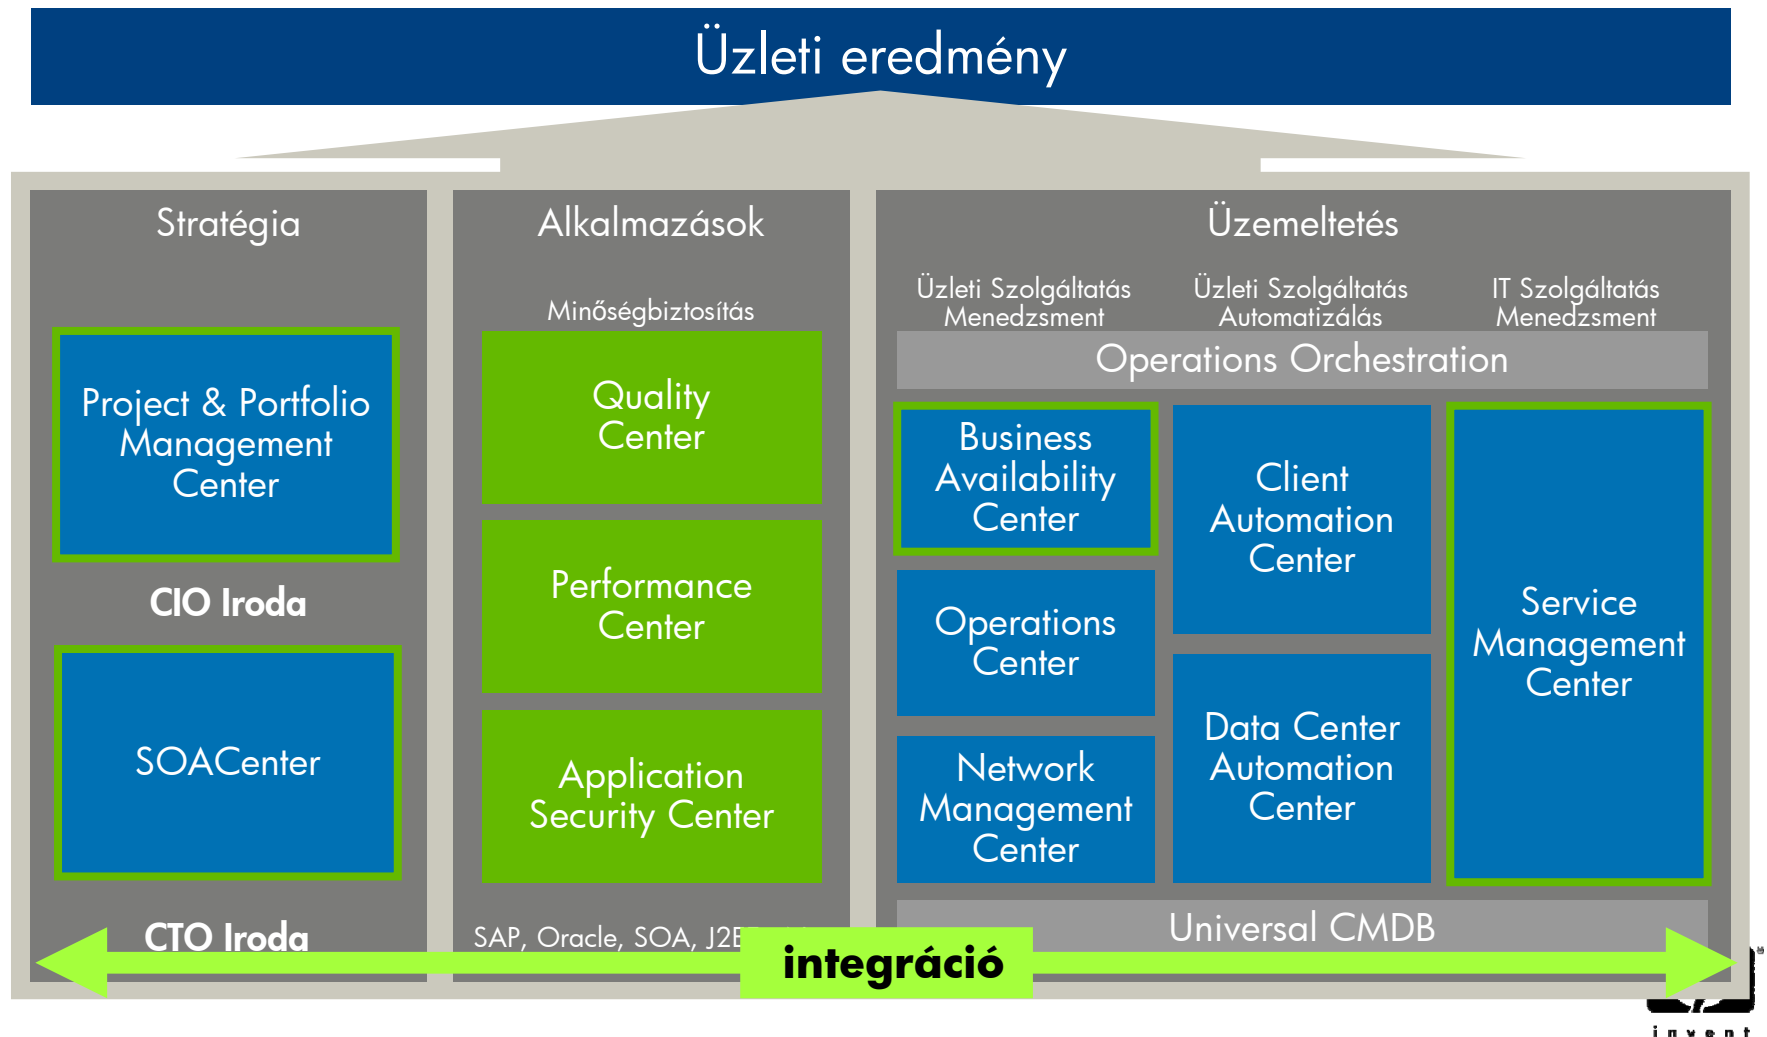 Üzleti eredmény
Stratégia
Project & Portfolio
Management
Center
CIO Iroda
SOACenter
CTO Iroda
Alkalmazások
Minőségbiztosítás
Quality
Center
Performance
Center
Application
Security Center
SAP, Oracle, SOA,
Üzemeltetés
Üzleti Szolgáltatás
Menedzsment
Üzleti Szolgáltatás
Automatizálás
IT Szolgáltatás
Menedzsment
Operations Orchestration
Business
Availability
Center
Operations
Center
Network
Management
Center
Client
Automation
Center
Data Center
Automation
Center
Service
Management
Center
Universal CMDB
integráció
invent